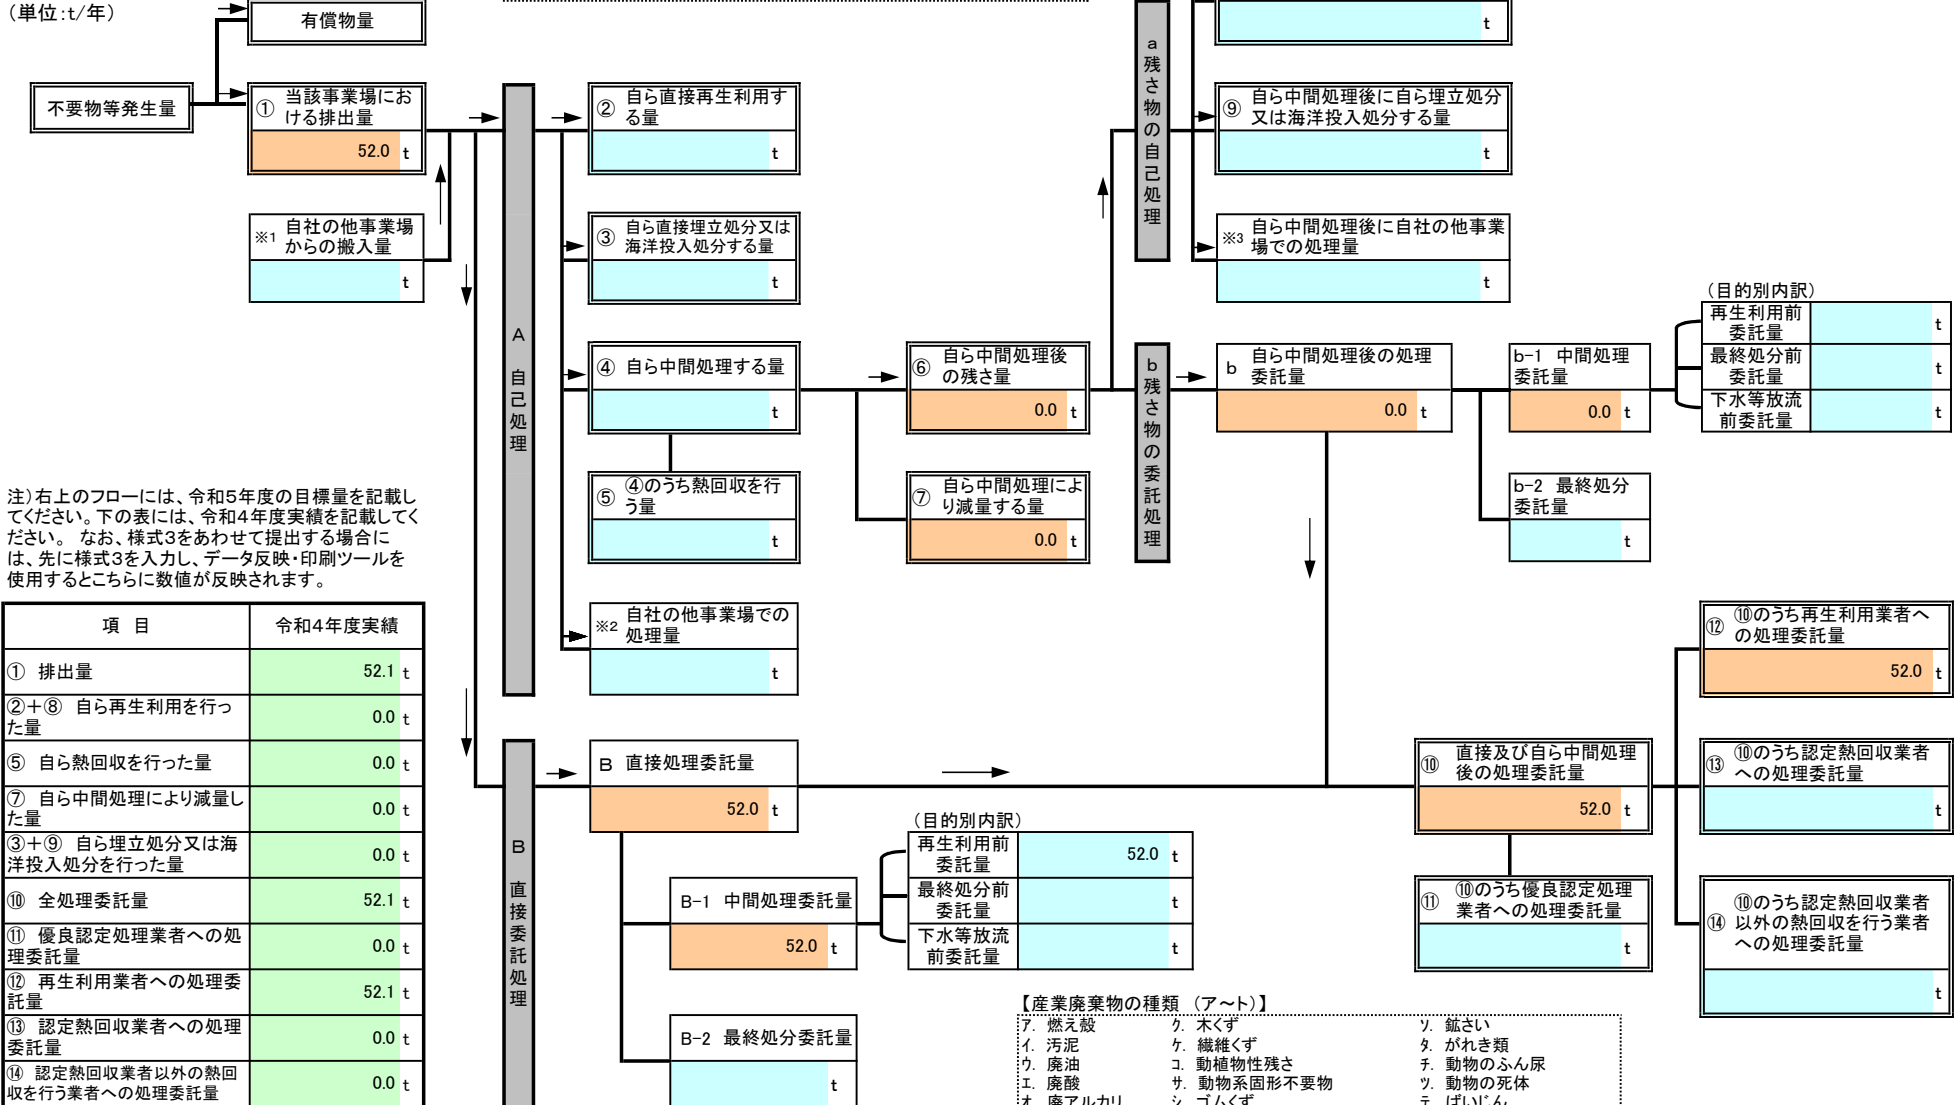 （単位:t/年）
有償物量
t
不要物等発生量
① 当該事業場における排出量
52.0 t
※1 自社の他事業場からの搬入量
t
A 自己処理
② 自ら直接再生利用する量
t
③ 自ら直接埋立処分又は海洋投入処分する量
t
④ 自ら中間処理する量
t
⑤ ④のうち熱回収を行う量
t
※2 自社の他事業場での処理量
t
⑥ 自ら中間処理後の残さ量
0.0 t
⑦ 自ら中間処理により減量する量
0.0 t
a 残さ物の自己処理
⑨ 自ら中間処理後に自ら埋立処分又は海洋投入処分する量
t
※3 自ら中間処理後に自社の他事業場での処理量
t
b 残さ物の委託処理
b 自ら中間処理後の処理委託量
0.0 t
b-1 中間処理委託量
0.0 t
（目的別内訳）
再生利用前委託量 t
最終処分前委託量 t
下水等放流前委託量 t
b-2 最終処分委託量
t
注）右上のフローには、令和５年度の目標量を記載し
てください。下の表には、令和４年度実績を記載してく
ださい。 なお、様式３をあわせて提出する場合に
は、先に様式３を入力し、データ反映・印刷ツールを
使用するとこちらに数値が反映されます。
項 目 令和４年度実績
① 排出量 52.1 t
②＋⑧ 自ら再生利用を行った量 0.0 t
⑤ 自ら熱回収を行った量 0.0 t
⑦ 自ら中間処理により減量した量 0.0 t
③＋⑨ 自ら埋立処分又は海洋投入処分を行った量 0.0 t
⑩ 全処理委託量 52.1 t
⑪ 優良認定処理業者への処理委託量 0.0 t
⑫ 再生利用業者への処理委託量 52.1 t
⑬ 認定熱回収業者への処理委託量 0.0 t
⑭ 認定熱回収業者以外の熱回収を行う業者への処理委託量 0.0 t
B 直接委託処理
B 直接処理委託量
52.0 t
B-1 中間処理委託量
52.0 t
（目的別内訳）
再生利用前委託量 52.0 t
最終処分前委託量 t
下水等放流前委託量 t
B-2 最終処分委託量
t
⑩ 直接及び自ら中間処理後の処理委託量
52.0 t
⑪ ⑩のうち優良認定処理業者への処理委託量
t
⑫ ⑩のうち再生利用業者への処理委託量
52.0 t
⑬ ⑩のうち認定熱回収業者への処理委託量
t
⑭ ⑩のうち認定熱回収業者以外の熱回収を行う業者への処理委託量
t
【産業廃棄物の種類 （ア～ト）】
ｱ. 燃え殻 ｸ. 木くず ｿ. 鉱さい
ｲ. 汚泥 ｹ. 繊維くず ﾀ. がれき類
ｳ. 廃油 ｺ. 動植物性残さ ﾁ. 動物のふん尿
ｴ. 廃酸 ｻ. 動物系固形不要物 ﾂ. 動物の死体
ｵ. 廃アルカリ ｼ. ゴムくず ﾃ. ばいじん